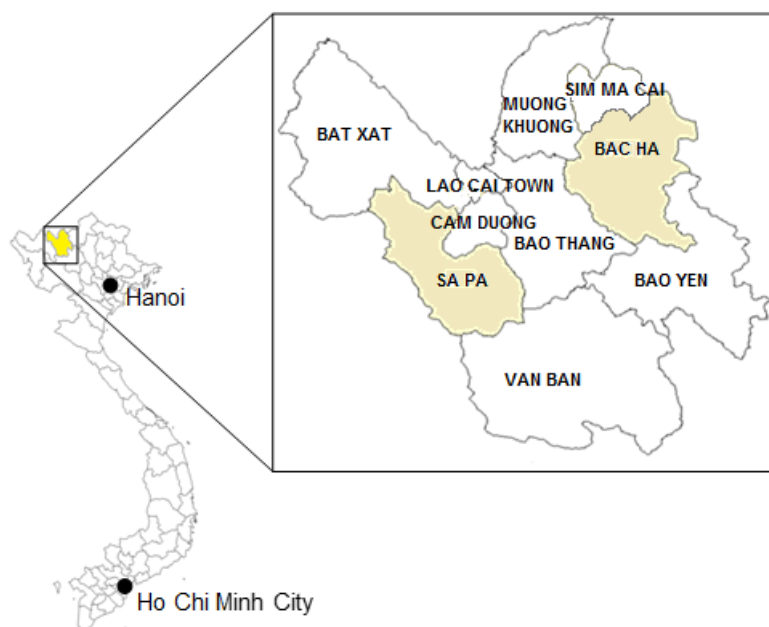 SIM MA CAI
MUONG
KHUONG
BAT XAT
BAC HA
LAO CAI TOWN
CAM DUONG
BAO THANG
SA PA
BAO YEN
Hanoi
VAN BAN
Ho Chi Minh City